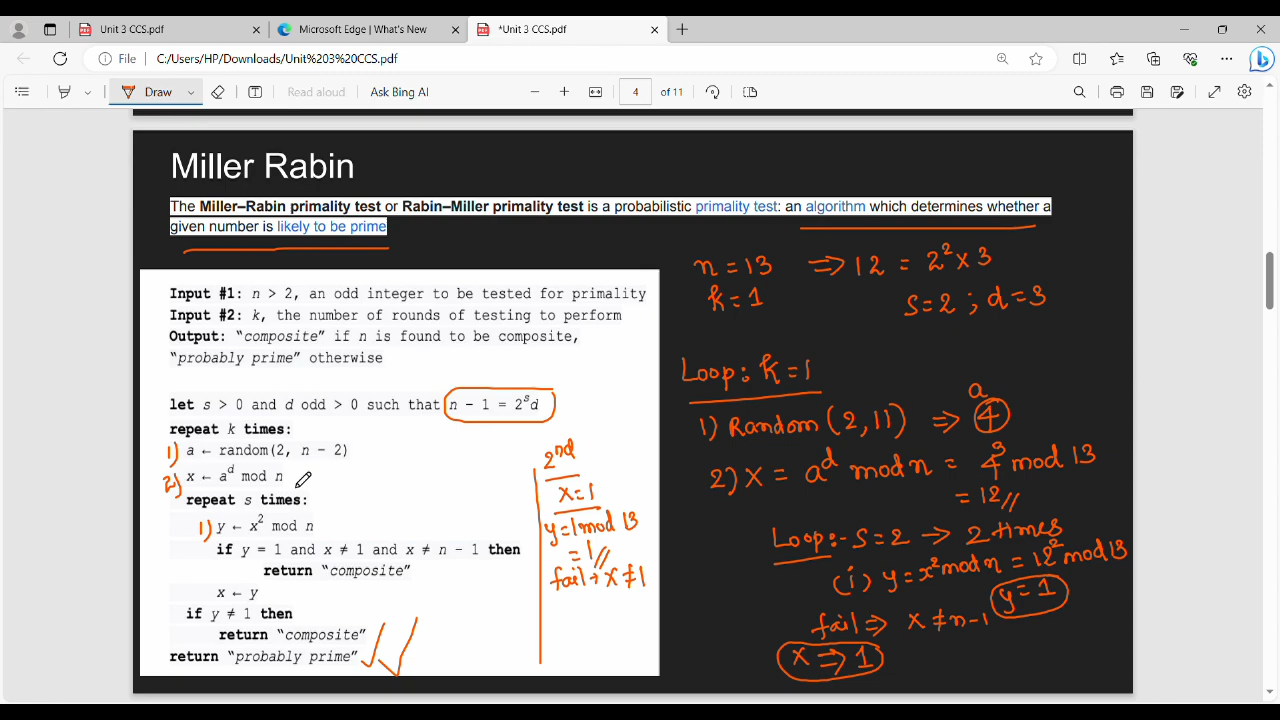 Unit 3 CCS.pdf
Microsoft Edge | What's New
*Unit 3 CCS.pdf
File
C:/Users/HP/Downloads/Unit%203%20CCS.pdf
Draw
Read aloud
Ask Bing AI
4
of 11
Miller Rabin
The Miller–Rabin primality test or Rabin–Miller primality test is a probabilistic primality test: an algorithm which determines whether a
given number is likely to be prime
Input #1: n > 2, an odd integer to be tested for primality
Input #2: k, the number of rounds of testing to perform
Output: "composite" if n is found to be composite,
"probably prime" otherwise
let s > 0 and d odd > 0 such that n − 1 = 2^s d
repeat k times:
1) a ← random(2, n − 2)
2) x ← a^d mod n
repeat s times:
1) y ← x² mod n
if y = 1 and x ≠ 1 and x ≠ n − 1 then
return "composite"
x ← y
if y ≠ 1 then
return "composite"
return "probably prime"
2nd
x=1
y=1 mod 13
= 1//
fail → x ≠ 1
n = 13 ⇒ 12 = 2² x 3
k = 1
s=2 ; d=3
Loop: k=1
a
1) Random (2, 11) ⇒ 4
2) X = a^d mod n = 4³ mod 13
= 12 //
Loop:- s=2 → 2 times
(i) y = x² mod n = 12² mod 13
y = 1
fail ⇒ x ≠ n-1
x ⇒ 1